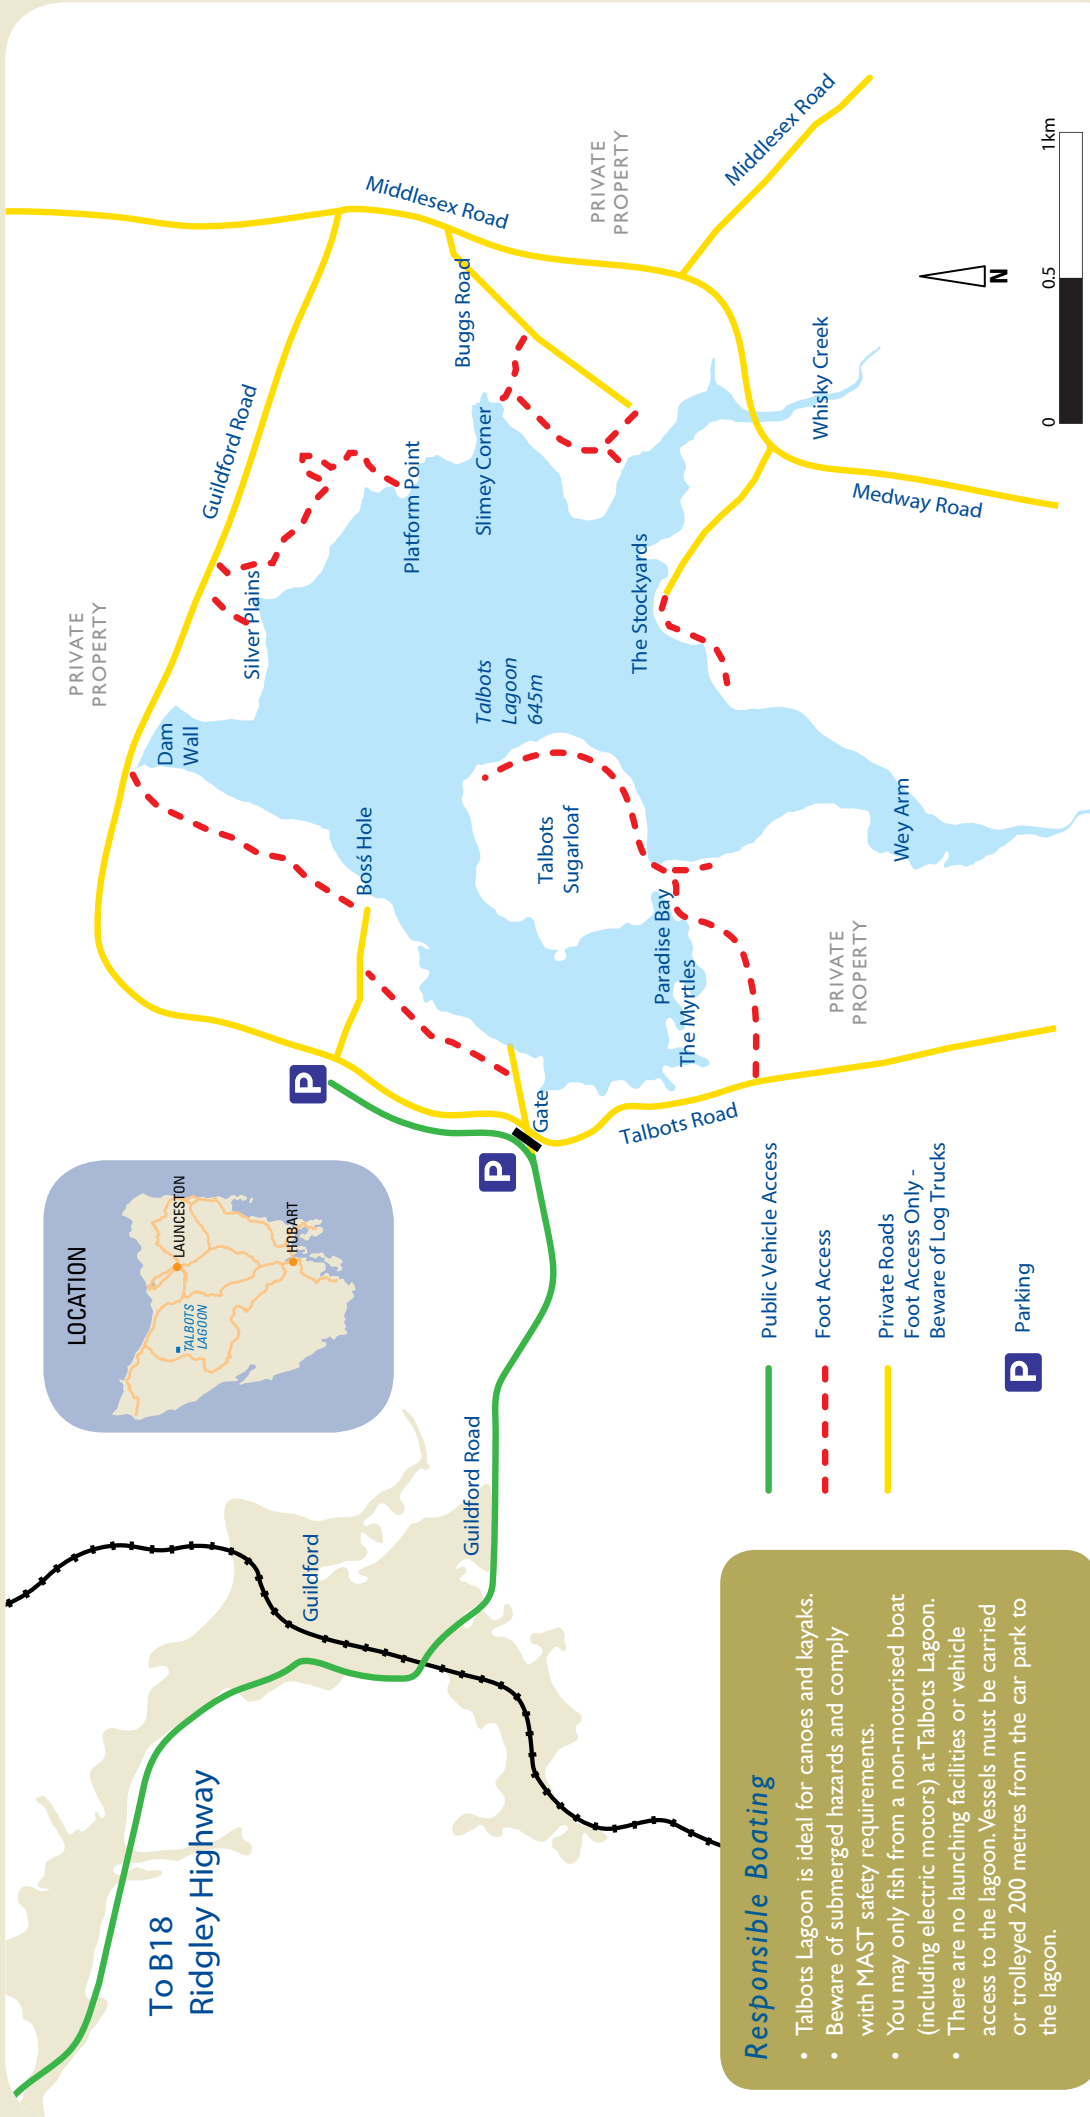 To B18
Ridgley Highway
Guildford
Guildford Road
LOCATION
LAUNCESTON
TALBOTS
LAGOON
HOBART
P
P
Gate
Talbots Road
Boss´ Hole
Dam
Wall
PRIVATE
PROPERTY
Silver Plains
Guildford Road
Platform Point
Slimey Corner
Buggs Road
Middlesex Road
PRIVATE
PROPERTY
Middlesex Road
Talbots
Lagoon
645m
Talbots
Sugarloaf
The Stockyards
Whisky Creek
Medway Road
Paradise Bay
The Myrtles
Wey Arm
PRIVATE
PROPERTY
N
0
0.5
1km
Public Vehicle Access
Foot Access
Private Roads
Foot Access Only -
Beware of Log Trucks
P Parking
Responsible Boating
• Talbots Lagoon is ideal for canoes and kayaks.
• Beware of submerged hazards and comply
with MAST safety requirements.
• You may only fish from a non-motorised boat
(including electric motors) at Talbots Lagoon.
• There are no launching facilities or vehicle
access to the lagoon. Vessels must be carried
or trolleyed 200 metres from the car park to
the lagoon.